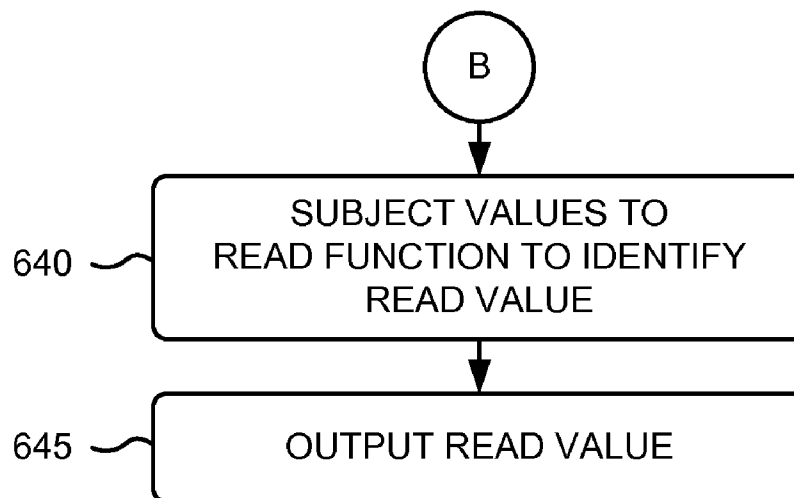 B
640
SUBJECT VALUES TO
READ FUNCTION TO IDENTIFY
READ VALUE
645
OUTPUT READ VALUE